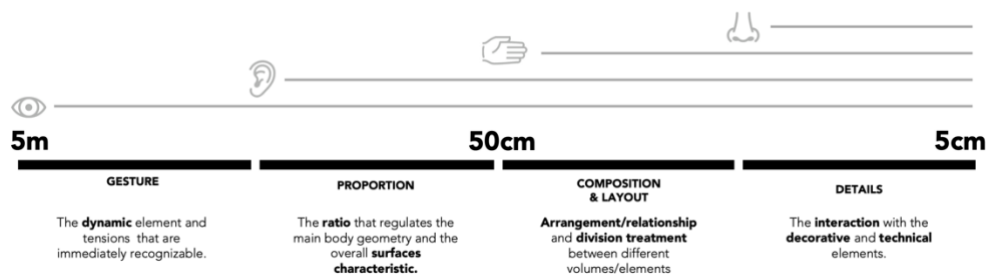 5m
50cm
5cm
GESTURE
The dynamic element and
tensions that are
immediately recognizable.
PROPORTION
The ratio that regulates the
main body geometry and the
overall surfaces
characteristic.
COMPOSITION
& LAYOUT
Arrangement/relationship
and division treatment
between different
volumes/elements
DETAILS
The interaction with the
decorative and technical
elements.